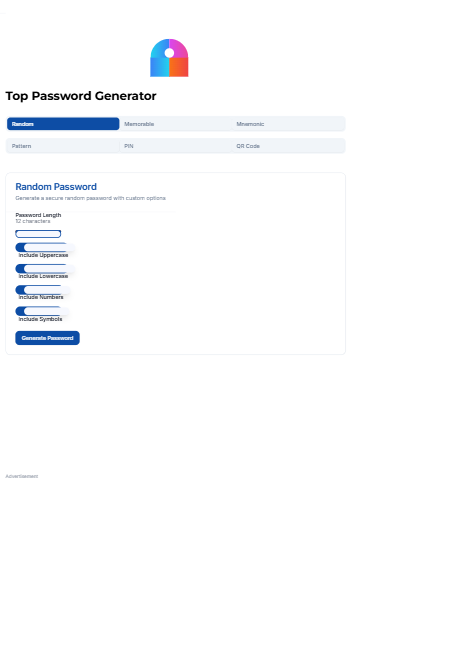 Top Password Generator
Random
Memorable
Mnemonic
Pattern
PIN
QR Code
Random Password
Generate a secure random password with custom options
Password Length
12 characters
Include Uppercase
Include Lowercase
Include Numbers
Include Symbols
Generate Password
Advertisement